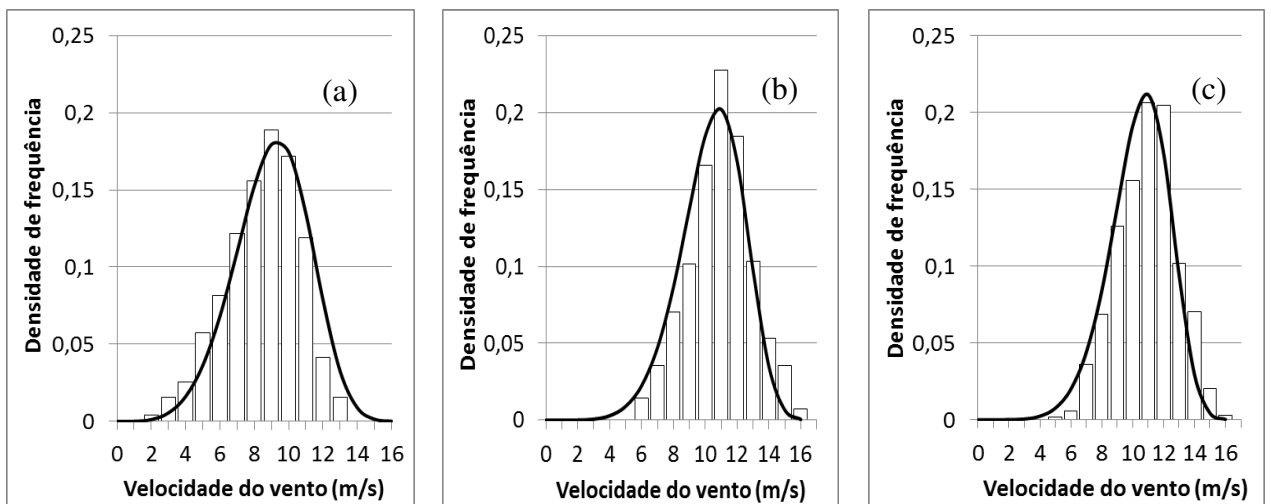 0,25
0,2
0,15
0,1
0,05
0
Densidade de frequência
(a)
0 2 4 6 8 10 12 14 16
Velocidade do vento (m/s)
0,25
0,2
0,15
0,1
0,05
0
Densidade de frequência
(b)
0 2 4 6 8 10 12 14 16
Velocidade do vento (m/s)
0,25
0,2
0,15
0,1
0,05
0
Densidade de frequência
(c)
0 2 4 6 8 10 12 14 16
Velocidade do vento (m/s)